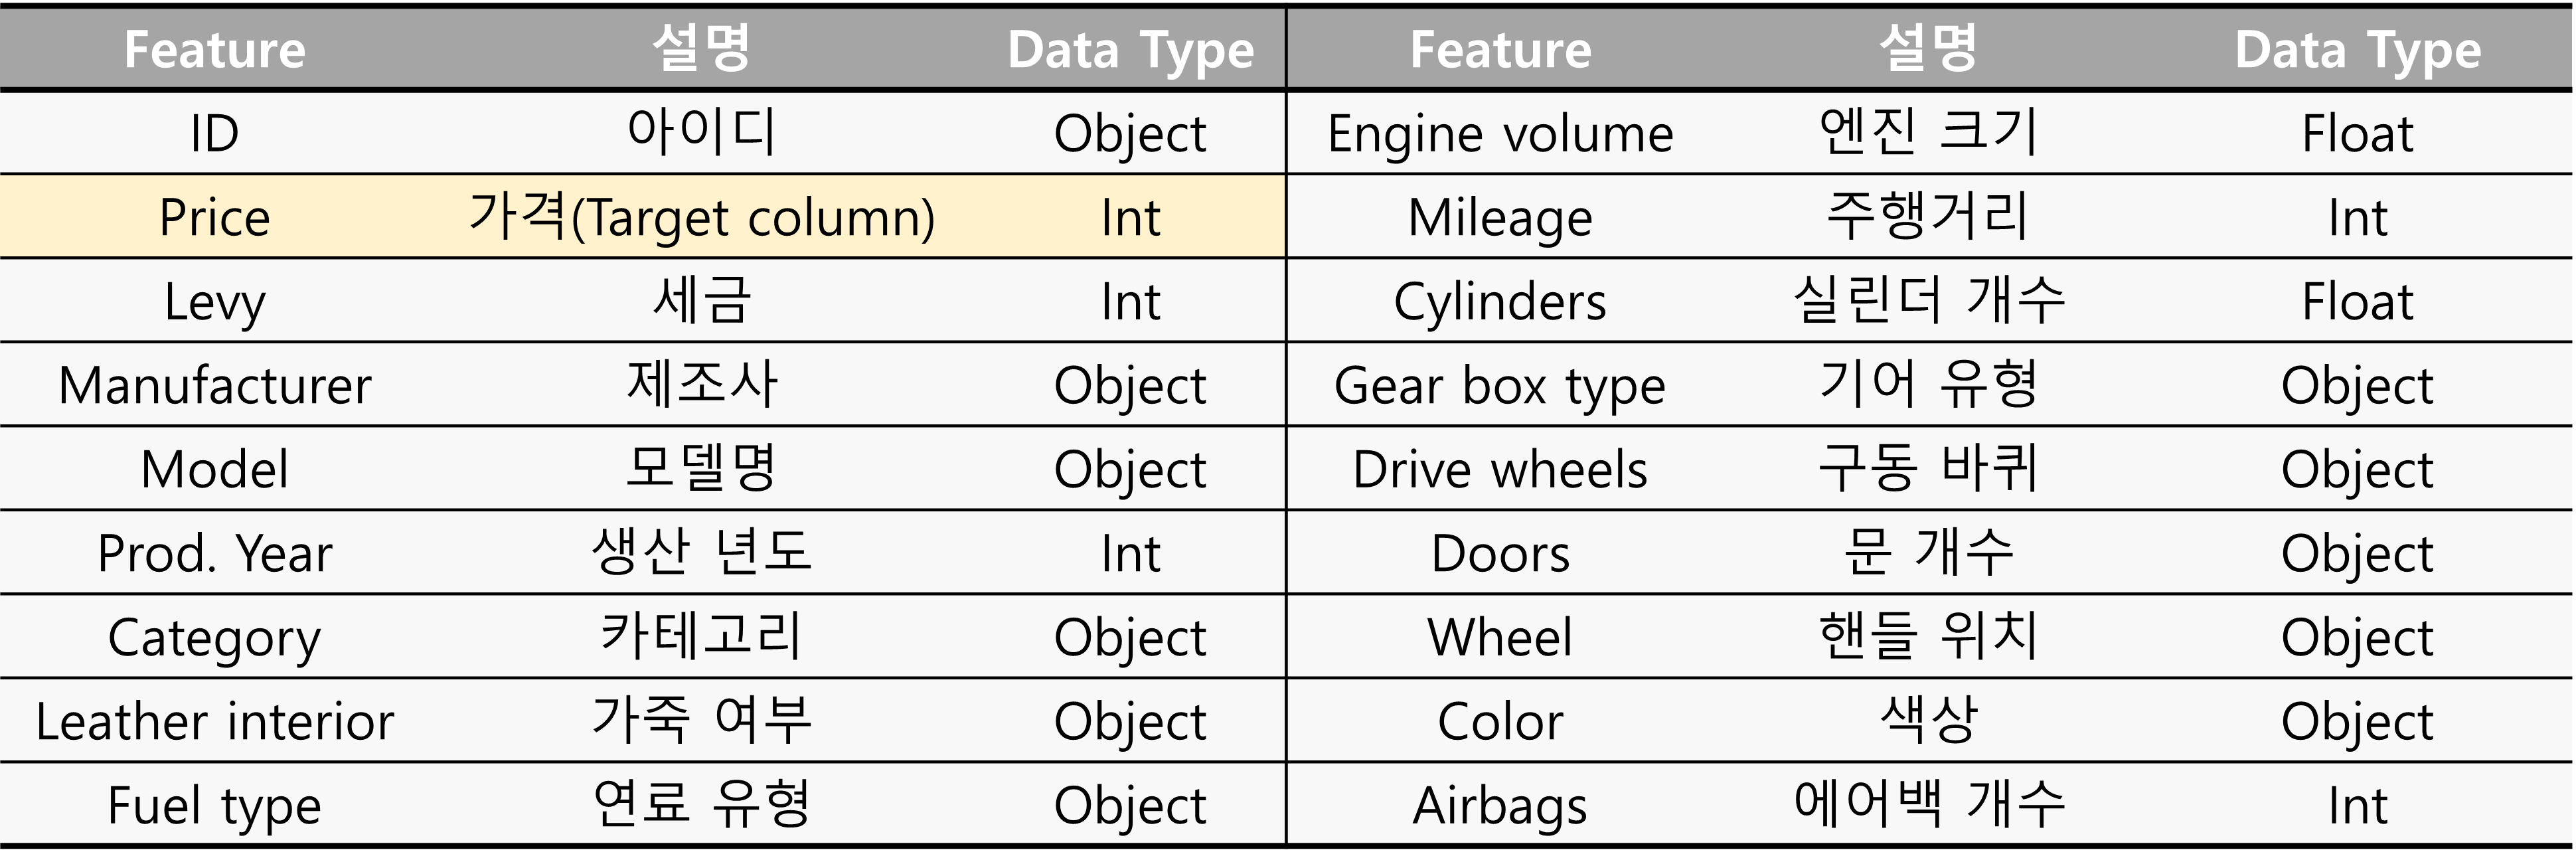 Feature 설명 Data Type Feature 설명 Data Type
ID 아이디 Object Engine volume 엔진 크기 Float
Price 가격(Target column) Int Mileage 주행거리 Int
Levy 세금 Int Cylinders 실린더 개수 Float
Manufacturer 제조사 Object Gear box type 기어 유형 Object
Model 모델명 Object Drive wheels 구동 바퀴 Object
Prod. Year 생산 년도 Int Doors 문 개수 Object
Category 카테고리 Object Wheel 핸들 위치 Object
Leather interior 가죽 여부 Object Color 색상 Object
Fuel type 연료 유형 Object Airbags 에어백 개수 Int